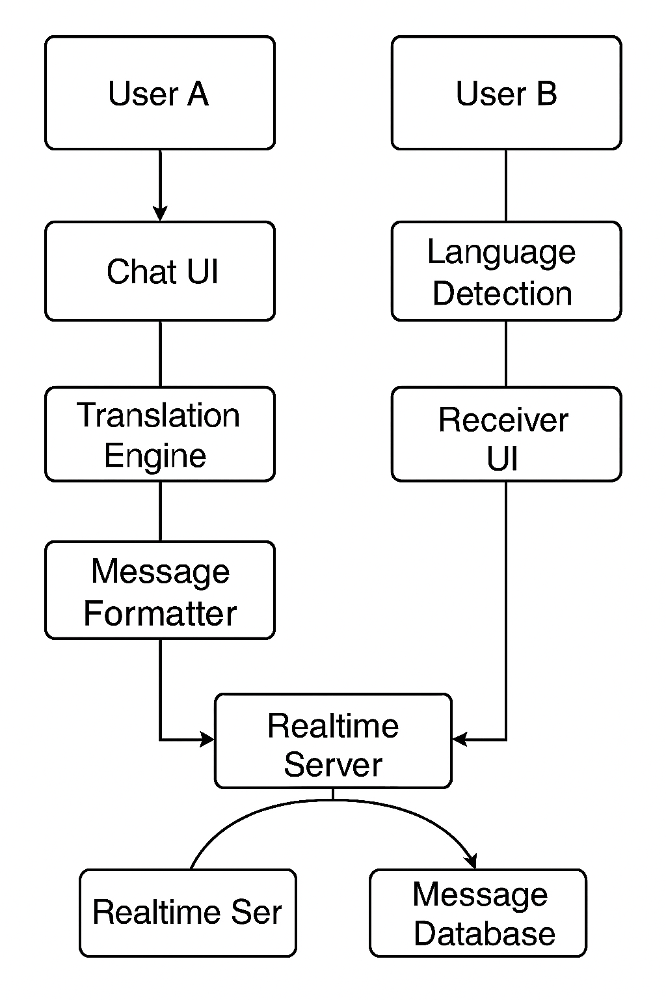 User A
User B
Chat UI
Language
Detection
Translation
Engine
Receiver
UI
Message
Formatter
Realtime
Server
Realtime Ser
Message
Database